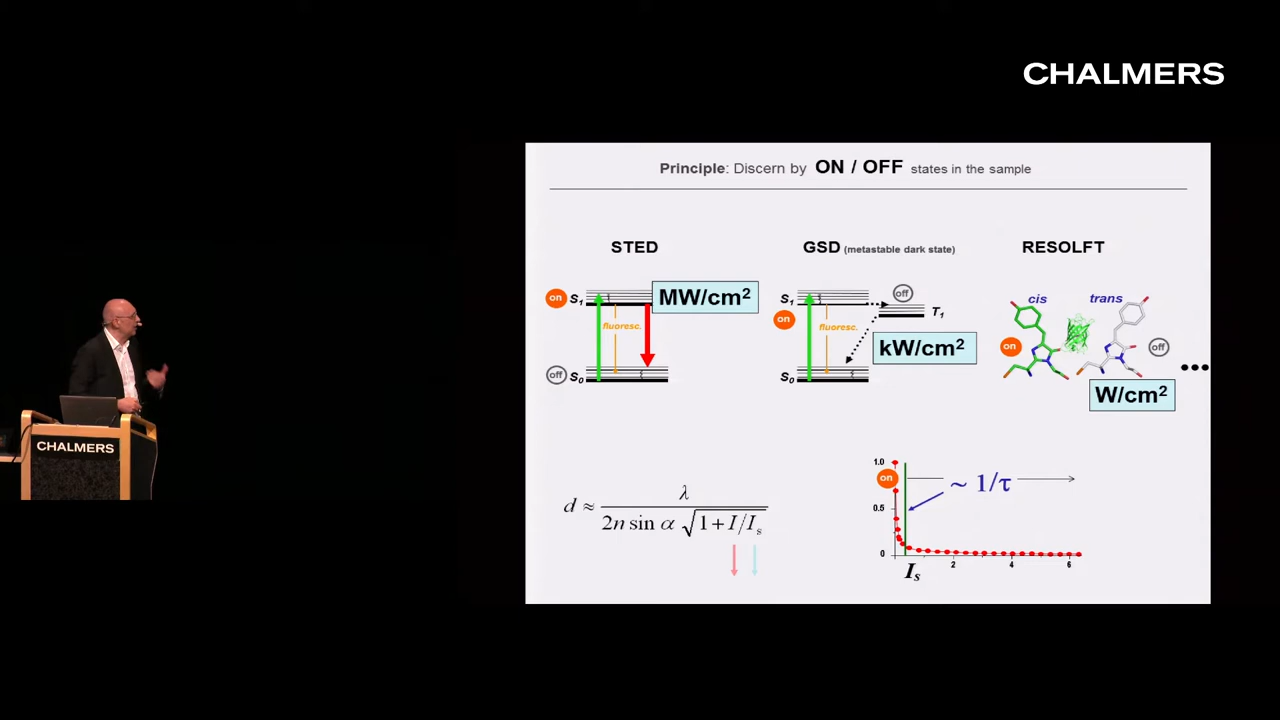 CHALMERS
Principle: Discern by ON / OFF states in the sample
STED
on
S₁
MW/cm²
fluoresc.
off
S₀
GSD (metastable dark state)
S₁
off
on
T₁
fluoresc.
kW/cm²
S₀
RESOLFT
cis
trans
on
off
W/cm²
•••
d ≈ λ / 2n sin α √(1 + I/Iₛ)
1.0
on
~ 1/τ
0.5
0
2
4
6
Iₛ
CHALMERS